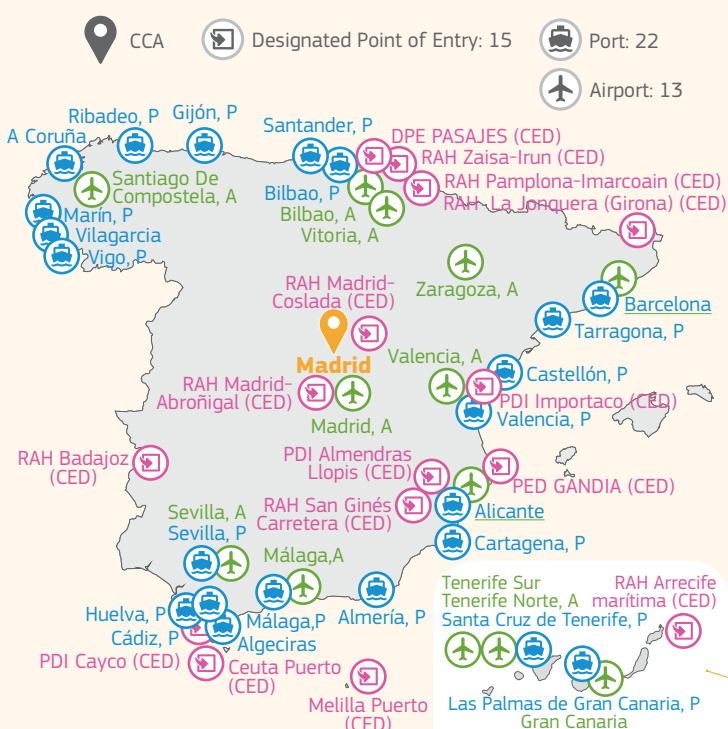 CCA
Designated Point of Entry: 15
Port: 22
Airport: 13
Ribadeo, P
Gijón, P
A Coruña
Santander, P
DPE PASAJES (CED)
RAH Zaisa-Irun (CED)
RAH Pamplona-Imarcoain (CED)
RAH La Jonquera (Girona) (CED)
Santiago De
Compostela, A
Bilbao, P
Bilbao, A
Vitoria, A
Marín, P
Vilagarcia
Vigo, P
Zaragoza, A
RAH Madrid-
Coslada (CED)
Barcelona
Tarragona, P
Madrid
Valencia, A
Castellón, P
RAH Madrid-
Abroñigal (CED)
PDI Importaco (CED)
Valencia, P
Madrid, A
RAH Badajoz
(CED)
PDI Almendras
Llopis (CED)
PED GANDIA (CED)
RAH San Ginés
Carretera (CED)
Alicante
Sevilla, A
Sevilla, P
Cartagena, P
Málaga,A
Huelva, P
Cádiz, P
Málaga,P
Algeciras
Almería, P
PDI Cayco (CED)
Ceuta Puerto
(CED)
Melilla Puerto
(CED)
Tenerife Sur
Tenerife Norte, A
Santa Cruz de Tenerife, P
RAH Arrecife
marítima (CED)
Las Palmas de Gran Canaria, P
Gran Canaria